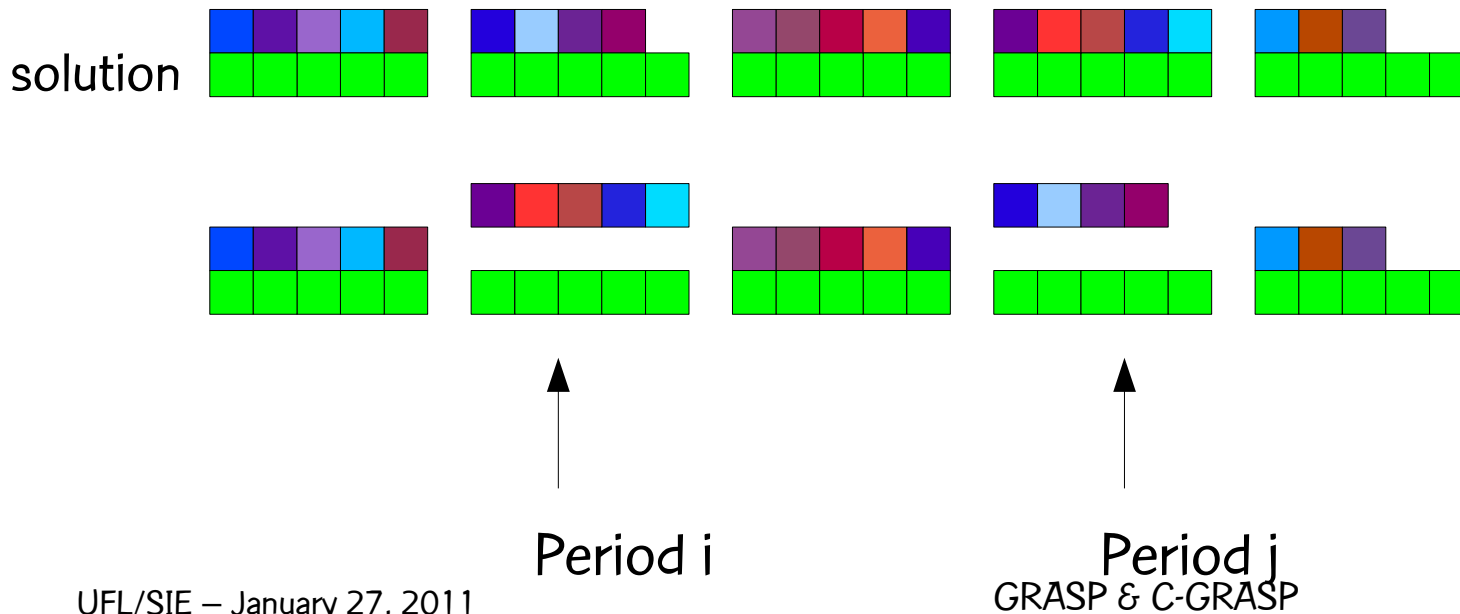 solution
Period i
Period j
UFL/SIE – January 27, 2011
GRASP & C-GRASP